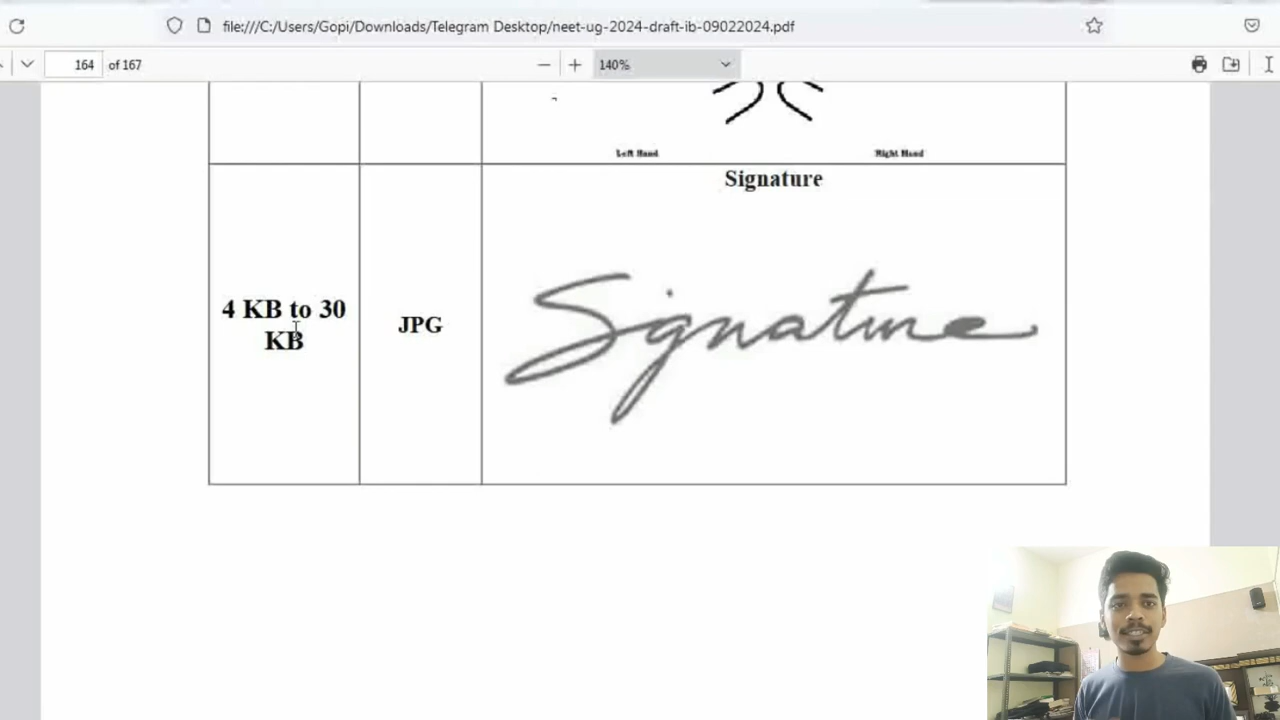 file:///C:/Users/Gopi/Downloads/Telegram Desktop/neet-ug-2024-draft-ib-09022024.pdf
164 of 167
140%
Left Hand
Right Hand
Signature
4 KB to 30
KB
JPG
Signature